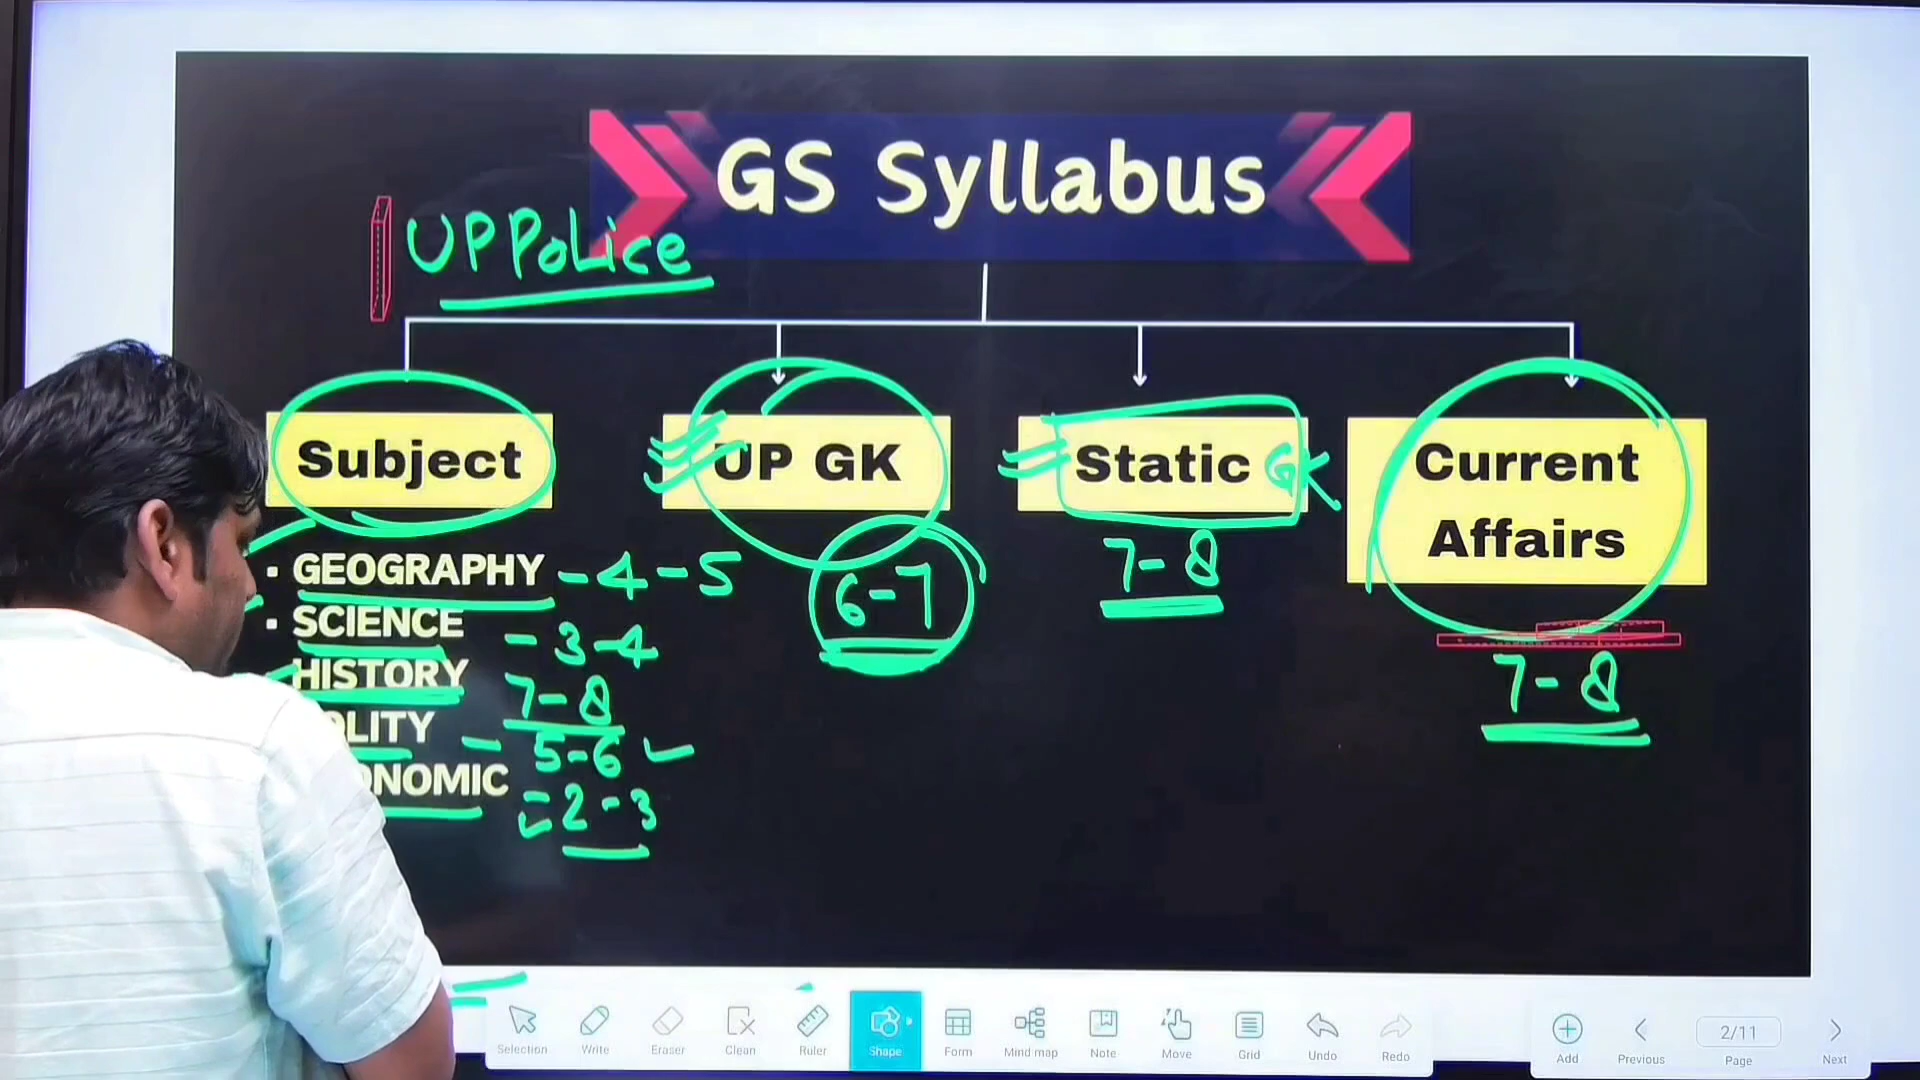 GS Syllabus
UP PoLice
Subject
UP GK
Static GK
Current
Affairs
· GEOGRAPHY - 4 - 5
· SCIENCE - 3 - 4
HISTORY 7 - 8
LITY - 5 - 6
NOMIC = 2 - 3
6 - 7
7 - 8
7 - 8
Selection Write Eraser Clean Ruler Shape Form Mind map Note Move Grid Undo Redo
Add Previous 2/11 Page Next